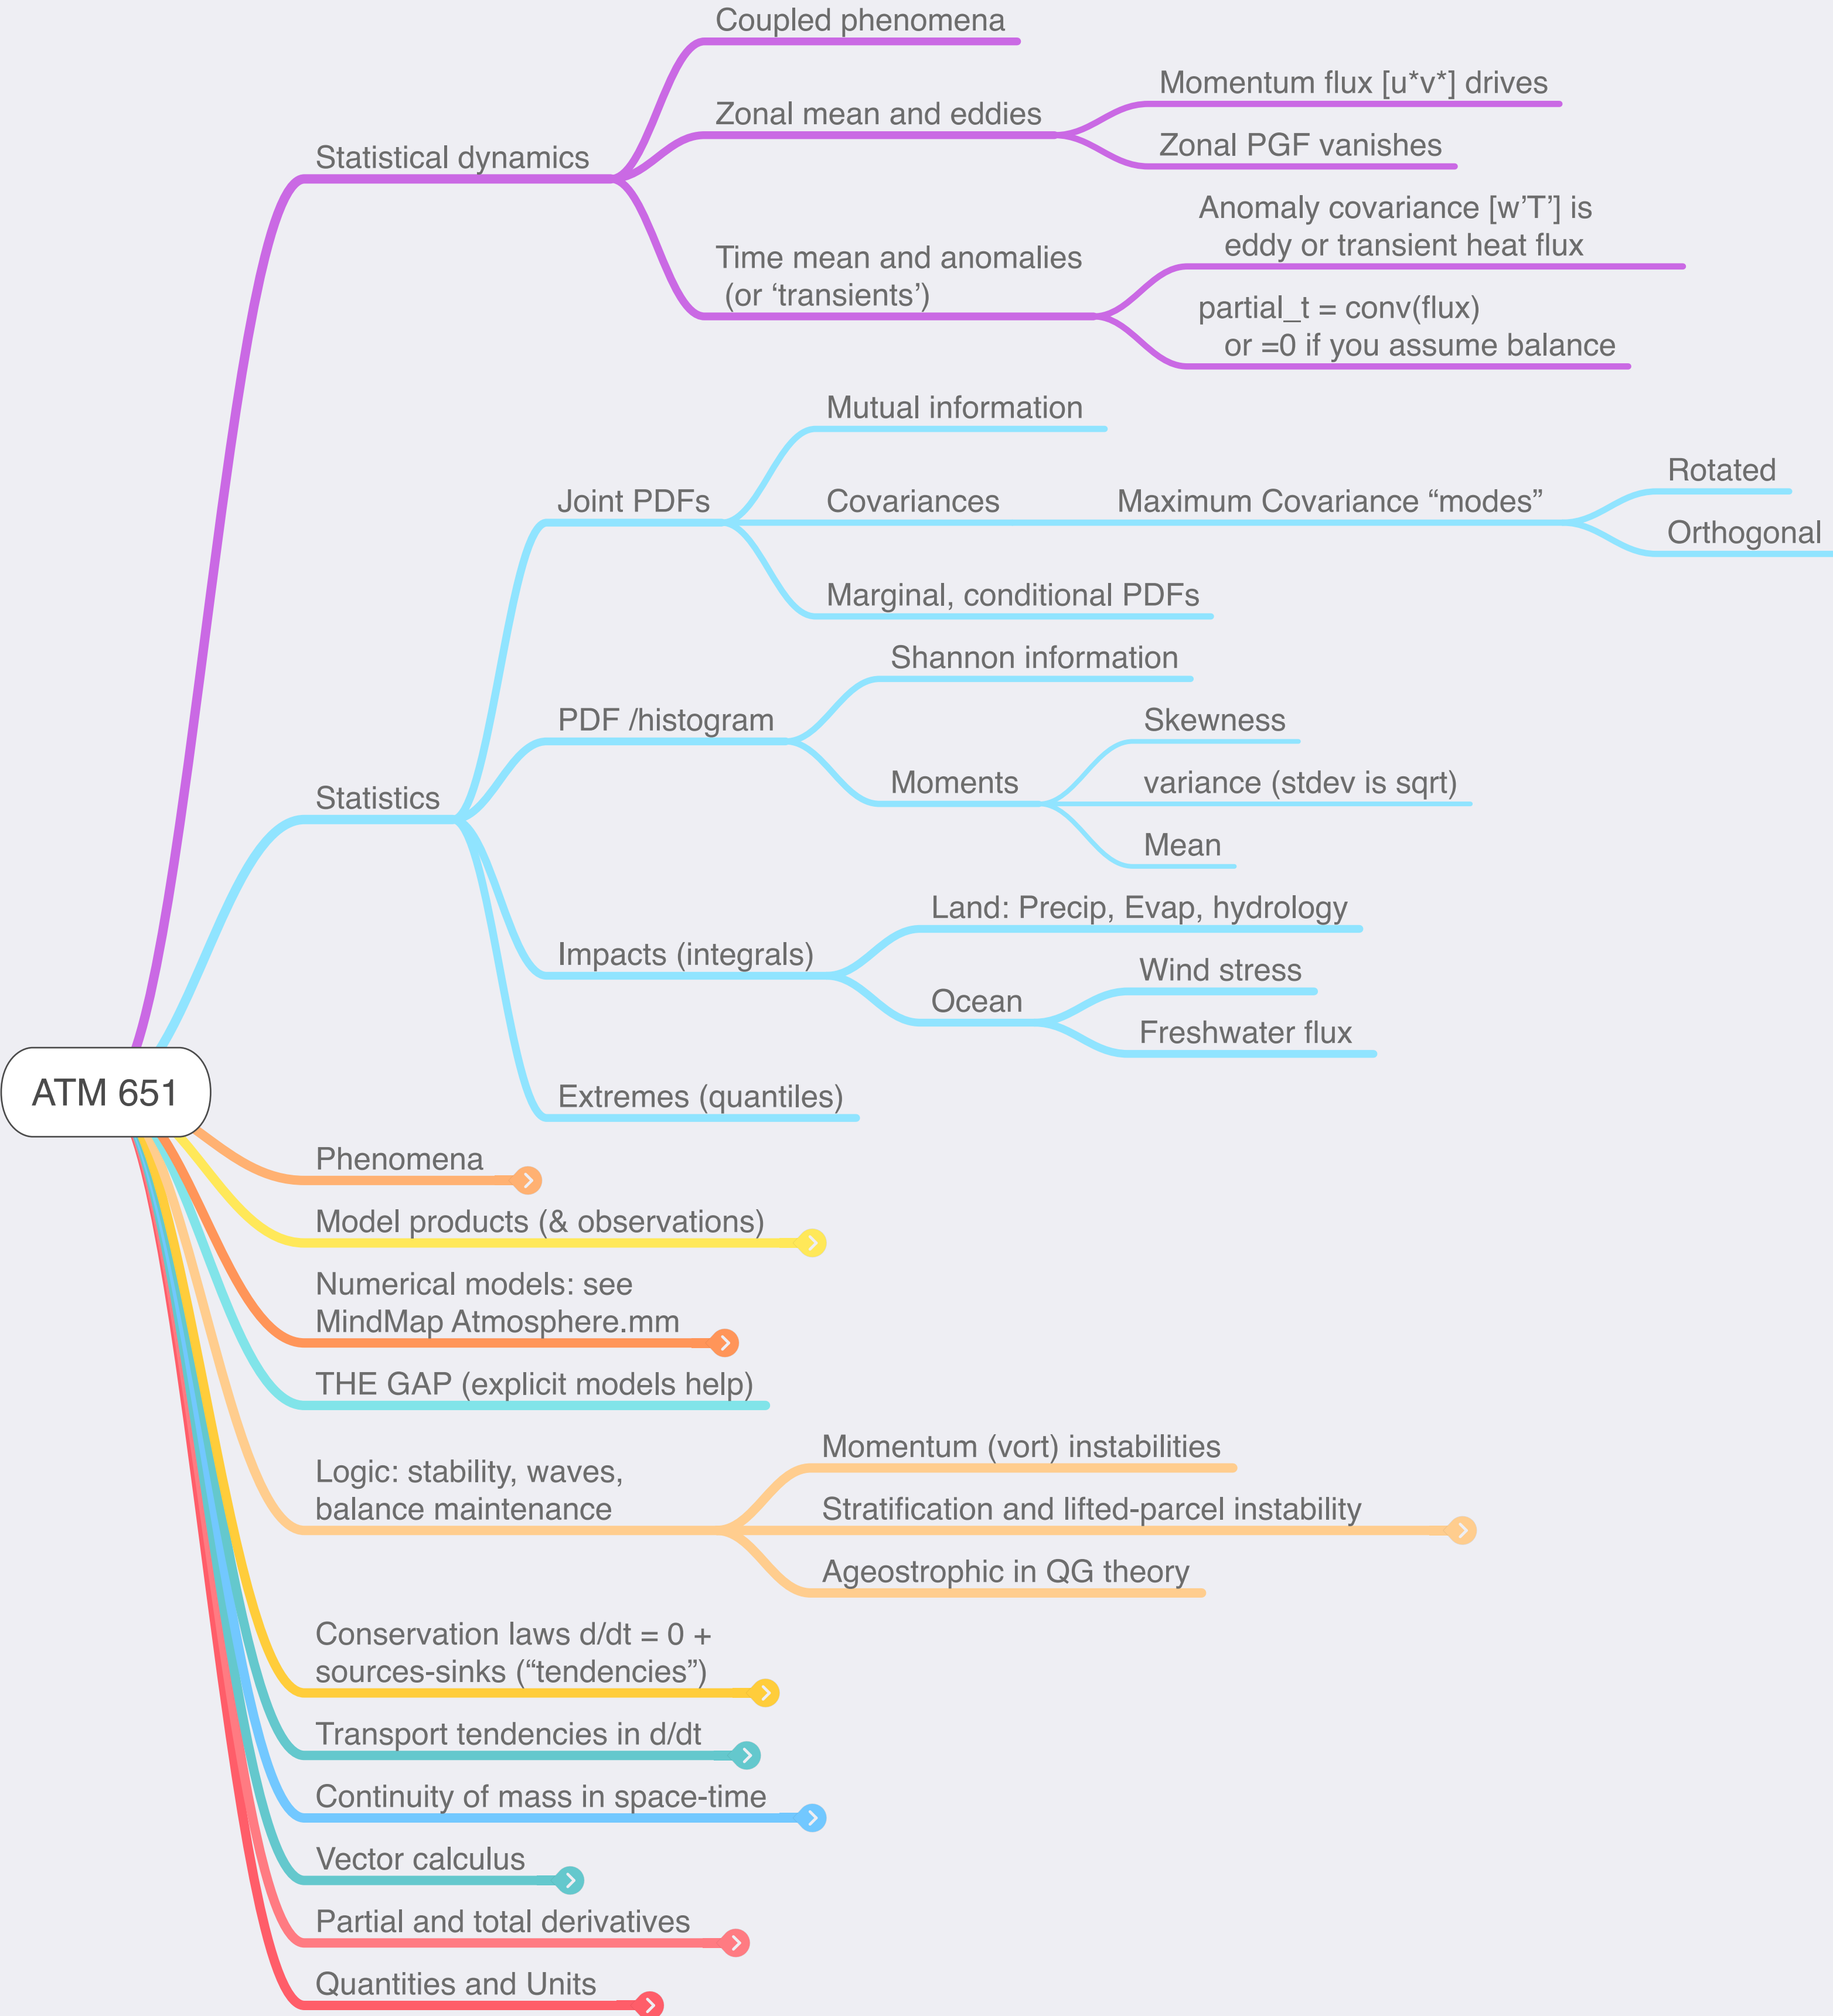 Coupled phenomena
Momentum flux [u*v*] drives
Zonal mean and eddies
Zonal PGF vanishes
Statistical dynamics
Anomaly covariance [w’T’] is
eddy or transient heat flux
Time mean and anomalies
(or ‘transients’)
partial_t = conv(flux)
or =0 if you assume balance
Mutual information
Rotated
Joint PDFs
Covariances
Maximum Covariance “modes”
Orthogonal
Marginal, conditional PDFs
Shannon information
PDF /histogram
Skewness
Moments
variance (stdev is sqrt)
Statistics
Mean
Land: Precip, Evap, hydrology
Impacts (integrals)
Wind stress
Ocean
Freshwater flux
ATM 651
Extremes (quantiles)
Phenomena
Model products (& observations)
Numerical models: see
MindMap Atmosphere.mm
THE GAP (explicit models help)
Momentum (vort) instabilities
Logic: stability, waves,
balance maintenance
Stratification and lifted-parcel instability
Ageostrophic in QG theory
Conservation laws d/dt = 0 +
sources-sinks (“tendencies”)
Transport tendencies in d/dt
Continuity of mass in space-time
Vector calculus
Partial and total derivatives
Quantities and Units